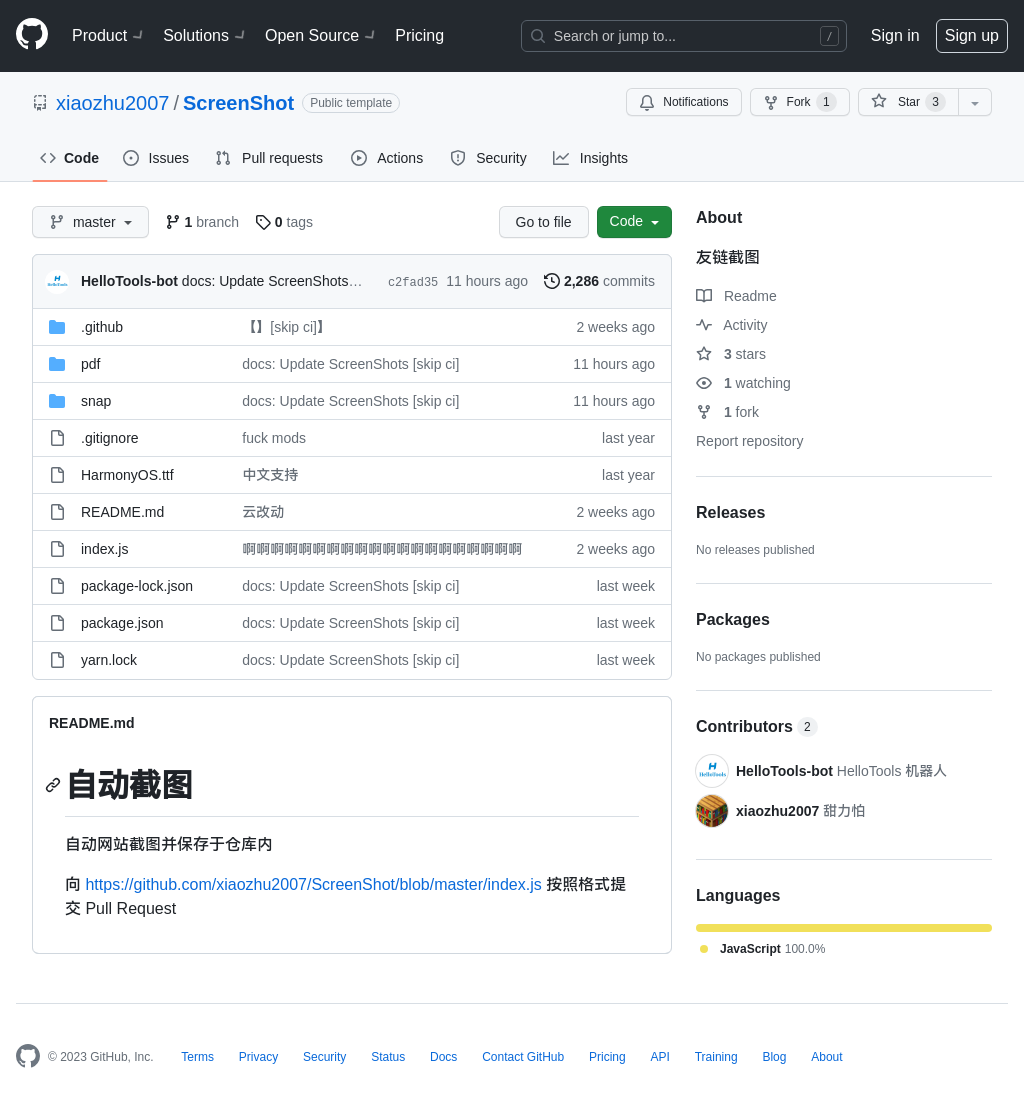 Product Solutions Open Source Pricing Search or jump to... / Sign in Sign up
xiaozhu2007 / ScreenShot Public template Notifications Fork 1 Star 3
Code Issues Pull requests Actions Security Insights
master 1 branch 0 tags Go to file Code
HelloTools-bot docs: Update ScreenShots… c2fad35 11 hours ago 2,286 commits
.github 【】[skip ci]】 2 weeks ago
pdf docs: Update ScreenShots [skip ci] 11 hours ago
snap docs: Update ScreenShots [skip ci] 11 hours ago
.gitignore fuck mods last year
HarmonyOS.ttf 中文支持 last year
README.md 云改动 2 weeks ago
index.js 啊啊啊啊啊啊啊啊啊啊啊啊啊啊啊啊啊啊啊啊 2 weeks ago
package-lock.json docs: Update ScreenShots [skip ci] last week
package.json docs: Update ScreenShots [skip ci] last week
yarn.lock docs: Update ScreenShots [skip ci] last week
README.md
自动截图
自动网站截图并保存于仓库内
向 https://github.com/xiaozhu2007/ScreenShot/blob/master/index.js 按照格式提
交 Pull Request
About
友链截图
Readme
Activity
3 stars
1 watching
1 fork
Report repository
Releases
No releases published
Packages
No packages published
Contributors 2
HelloTools-bot HelloTools 机器人
xiaozhu2007 甜力怕
Languages
JavaScript 100.0%
© 2023 GitHub, Inc. Terms Privacy Security Status Docs Contact GitHub Pricing API Training Blog About